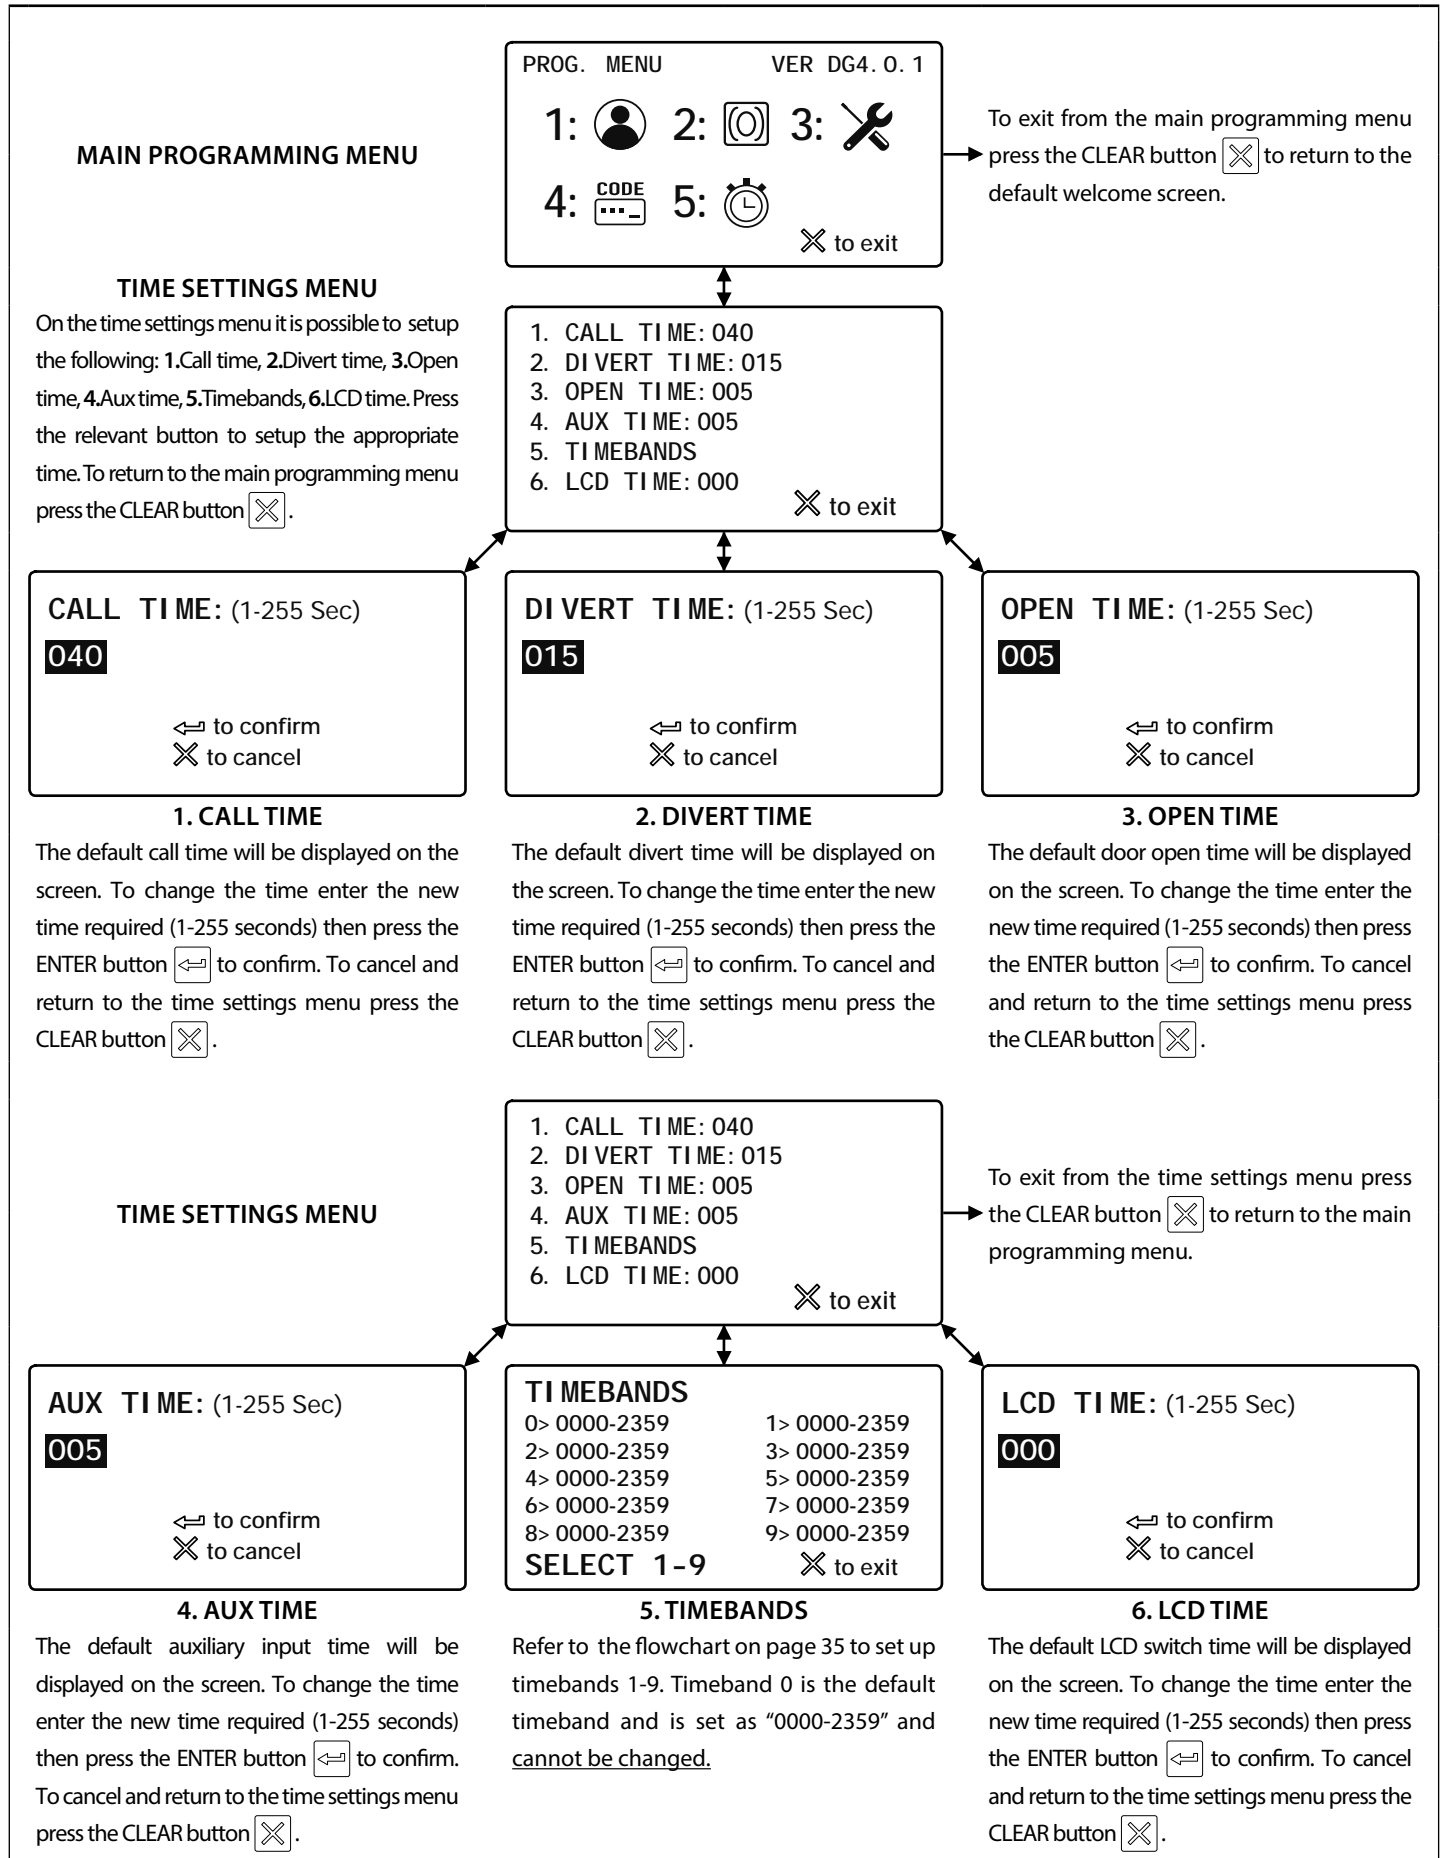 PROG. MENU VER DG4.0.1
1: 2: (O) 3:
4: CODE 5:
to exit
MAIN PROGRAMMING MENU
To exit from the main programming menu
press the CLEAR button to return to the
default welcome screen.
TIME SETTINGS MENU
On the time settings menu it is possible to setup
the following: 1.Call time, 2.Divert time, 3.Open
time, 4.Aux time, 5.Timebands, 6.LCD time. Press
the relevant button to setup the appropriate
time. To return to the main programming menu
press the CLEAR button .
1. CALL TIME:040
2. DIVERT TIME:015
3. OPEN TIME:005
4. AUX TIME:005
5. TIMEBANDS
6. LCD TIME:000
to exit
CALL TIME: (1-255 Sec)
040
to confirm
to cancel
1. CALL TIME
The default call time will be displayed on the
screen. To change the time enter the new
time required (1-255 seconds) then press the
ENTER button to confirm. To cancel and
return to the time settings menu press the
CLEAR button .
DIVERT TIME: (1-255 Sec)
015
to confirm
to cancel
2. DIVERT TIME
The default divert time will be displayed on
the screen. To change the time enter the new
time required (1-255 seconds) then press the
ENTER button to confirm. To cancel and
return to the time settings menu press the
CLEAR button .
OPEN TIME: (1-255 Sec)
005
to confirm
to cancel
3. OPEN TIME
The default door open time will be displayed
on the screen. To change the time enter the
new time required (1-255 seconds) then press
the ENTER button to confirm. To cancel
and return to the time settings menu press
the CLEAR button .
TIME SETTINGS MENU
1. CALL TIME:040
2. DIVERT TIME:015
3. OPEN TIME:005
4. AUX TIME:005
5. TIMEBANDS
6. LCD TIME:000
to exit
To exit from the time settings menu press
the CLEAR button to return to the main
programming menu.
AUX TIME: (1-255 Sec)
005
to confirm
to cancel
4. AUX TIME
The default auxiliary input time will be
displayed on the screen. To change the time
enter the new time required (1-255 seconds)
then press the ENTER button to confirm.
To cancel and return to the time settings menu
press the CLEAR button .
TIMEBANDS
0> 0000-2359 1> 0000-2359
2> 0000-2359 3> 0000-2359
4> 0000-2359 5> 0000-2359
6> 0000-2359 7> 0000-2359
8> 0000-2359 9> 0000-2359
SELECT 1-9 to exit
5. TIMEBANDS
Refer to the flowchart on page 35 to set up
timebands 1-9. Timeband 0 is the default
timeband and is set as "0000-2359" and
cannot be changed.
LCD TIME: (1-255 Sec)
000
to confirm
to cancel
6. LCD TIME
The default LCD switch time will be displayed
on the screen. To change the time enter the
new time required (1-255 seconds) then press
the ENTER button to confirm. To cancel
and return to the time settings menu press the
CLEAR button .